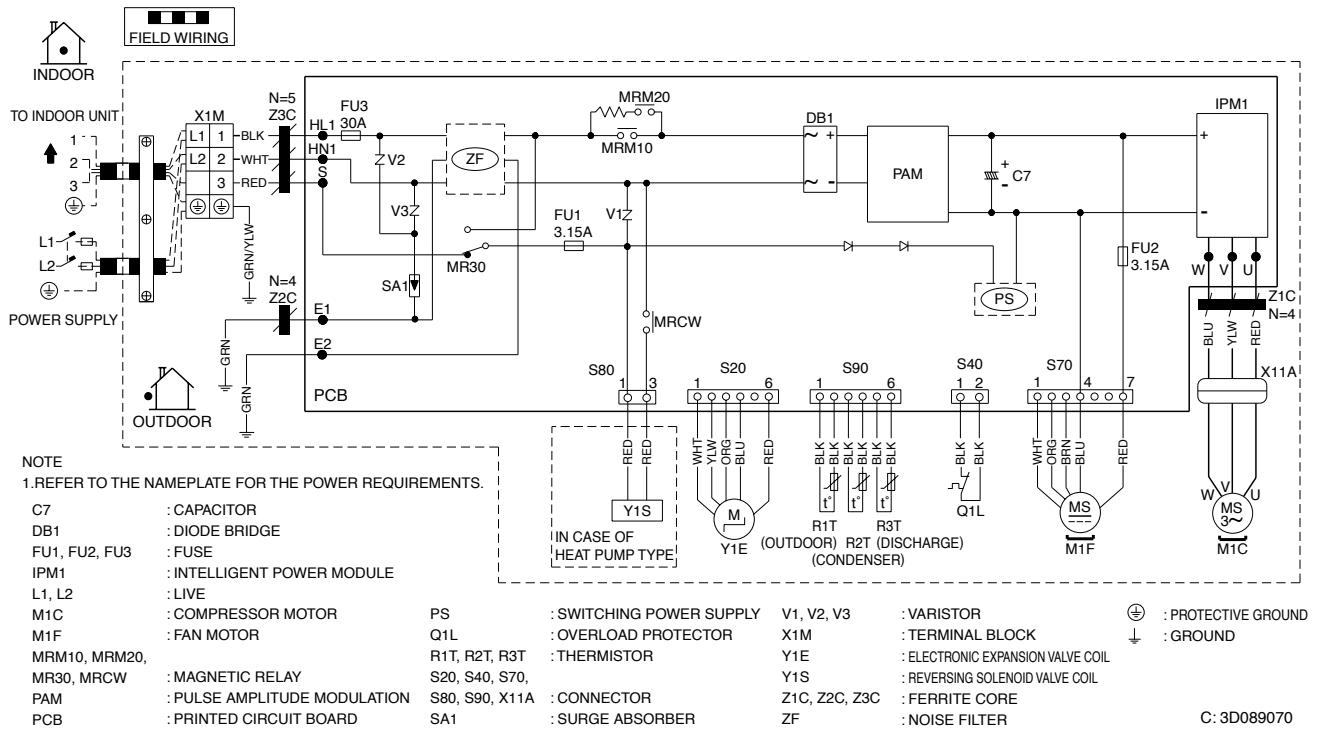 FIELD WIRING
INDOOR
TO INDOOR UNIT
1
2
3
L1
L2
POWER SUPPLY
OUTDOOR
X1M
L1 1
L2 2
3
BLK
WHT
RED
GRN/YLW
N=5
Z3C
HL1
HN1
S
FU3
30A
V2
V3
SA1
ZF
N=4
Z2C
E1
E2
GRN
GRN
PCB
MRM20
MRM10
MR30
FU1
3.15A
V1
MRCW
DB1
~ +
~ -
PAM
+
-
C7
PS
FU2
3.15A
IPM1
+
-
W V U
Z1C
N=4
BLU
YLW
RED
X11A
W V U
MS
3~
M1C
S80
1 3
RED
RED
Y1S
IN CASE OF
HEAT PUMP TYPE
S20
1 6
WHT
YLW
ORG
BLU
RED
M
Y1E
S90
1 6
BLK
BLK
BLK
BLK
BLK
BLK
t°
t°
t°
R1T R3T
(OUTDOOR) R2T (DISCHARGE)
(CONDENSER)
S40
1 2
BLK
BLK
Q1L
S70
1 4 7
WHT
ORG
BRN
BLU
RED
MS
M1F
NOTE
1.REFER TO THE NAMEPLATE FOR THE POWER REQUIREMENTS.
C7 : CAPACITOR
DB1 : DIODE BRIDGE
FU1, FU2, FU3 : FUSE
IPM1 : INTELLIGENT POWER MODULE
L1, L2 : LIVE
M1C : COMPRESSOR MOTOR
M1F : FAN MOTOR
MRM10, MRM20,
MR30, MRCW : MAGNETIC RELAY
PAM : PULSE AMPLITUDE MODULATION
PCB : PRINTED CIRCUIT BOARD
PS : SWITCHING POWER SUPPLY
Q1L : OVERLOAD PROTECTOR
R1T, R2T, R3T : THERMISTOR
S20, S40, S70,
S80, S90, X11A : CONNECTOR
SA1 : SURGE ABSORBER
V1, V2, V3 : VARISTOR
X1M : TERMINAL BLOCK
Y1E : ELECTRONIC EXPANSION VALVE COIL
Y1S : REVERSING SOLENOID VALVE COIL
Z1C, Z2C, Z3C : FERRITE CORE
ZF : NOISE FILTER
: PROTECTIVE GROUND
: GROUND
C: 3D089070